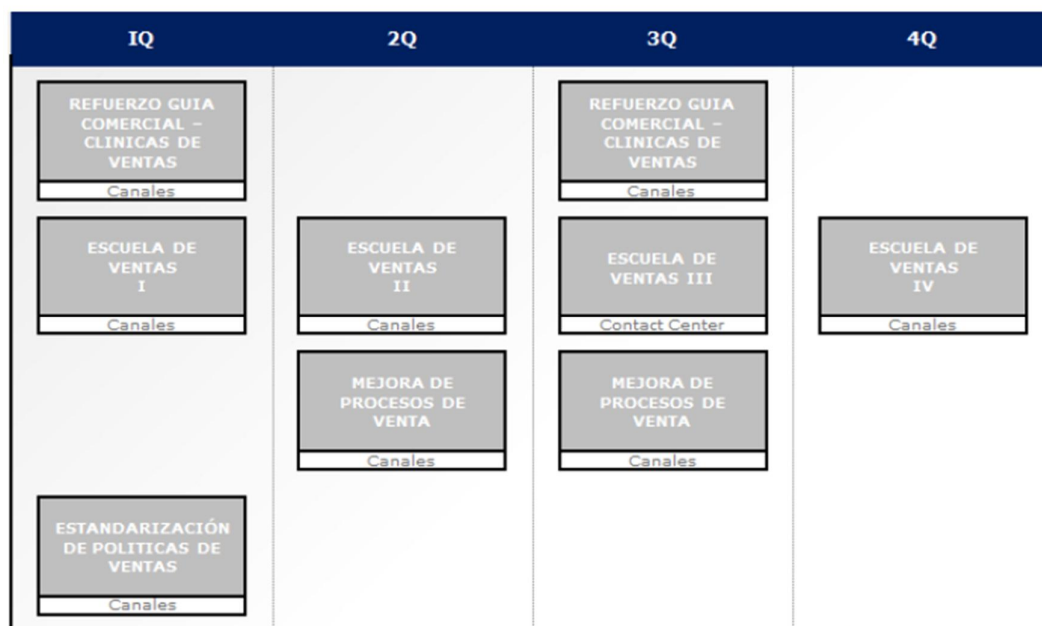 IQ
2Q
3Q
4Q
REFUERZO GUIA
COMERCIAL –
CLINICAS DE
VENTAS
Canales
REFUERZO GUIA
COMERCIAL –
CLINICAS DE
VENTAS
Canales
ESCUELA DE
VENTAS
I
Canales
ESCUELA DE
VENTAS
II
Canales
ESCUELA DE
VENTAS III
Contact Center
ESCUELA DE
VENTAS
IV
Canales
MEJORA DE
PROCESOS DE
VENTA
Canales
MEJORA DE
PROCESOS DE
VENTA
Canales
ESTANDARIZACIÓN
DE POLITICAS DE
VENTAS
Canales